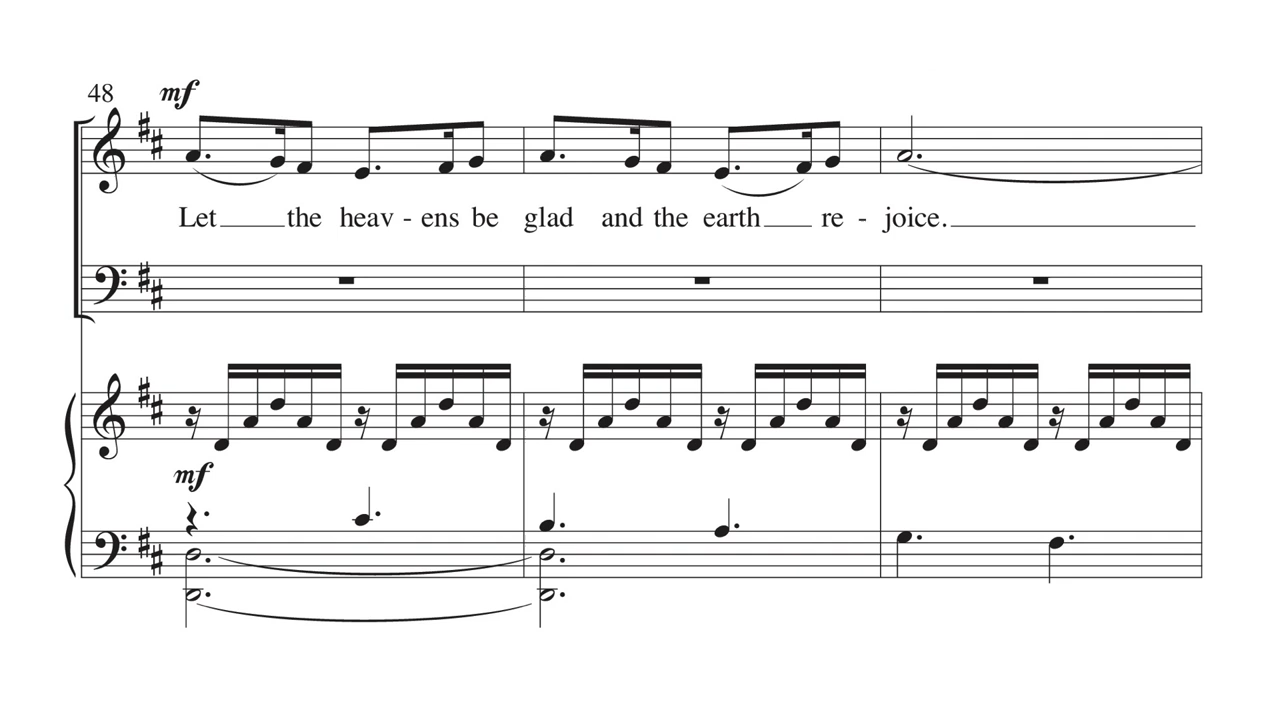 48 mf
Let the heav - ens be glad and the earth re - joice.
mf